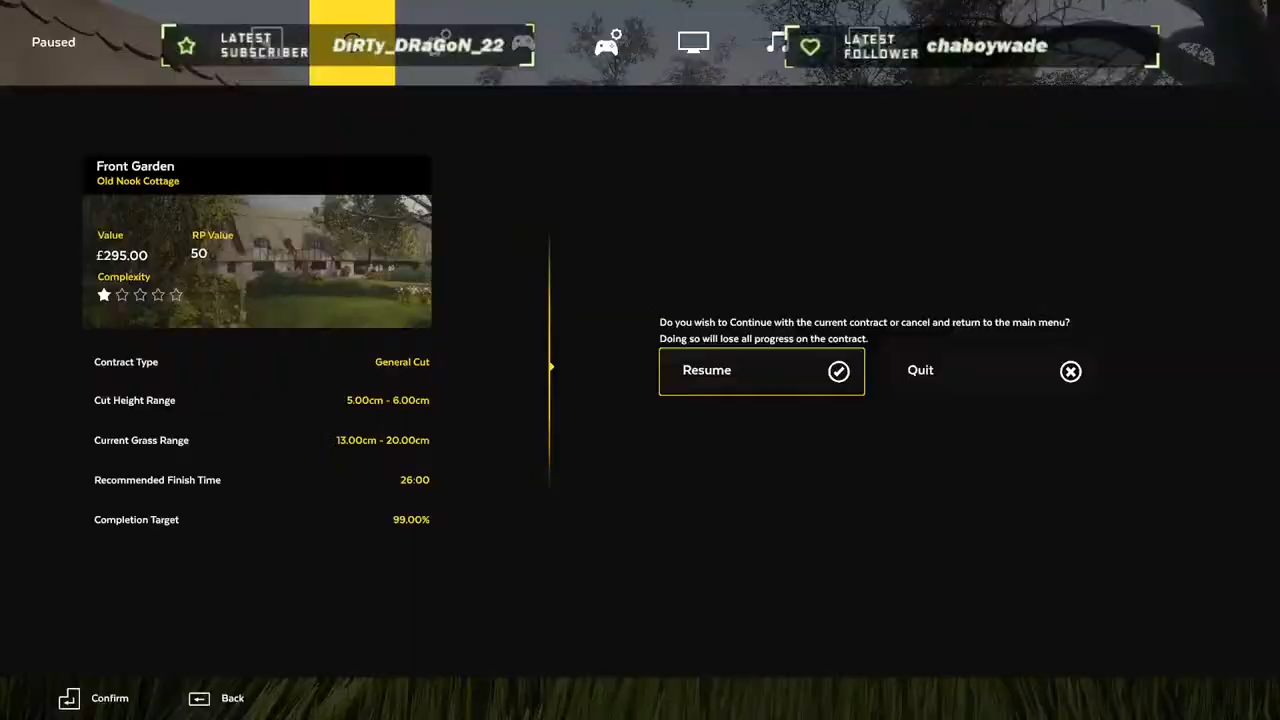 Paused
LATEST
SUBSCRIBER
DiRTy_DRaGoN_22
LATEST
FOLLOWER
chaboywade
Front Garden
Old Nook Cottage
Value
RP Value
£295.00
50
Complexity
Contract Type
General Cut
Cut Height Range
5.00cm - 6.00cm
Current Grass Range
13.00cm - 20.00cm
Recommended Finish Time
26:00
Completion Target
99.00%
Do you wish to Continue with the current contract or cancel and return to the main menu?
Doing so will lose all progress on the contract.
Resume
Quit
Confirm
Back